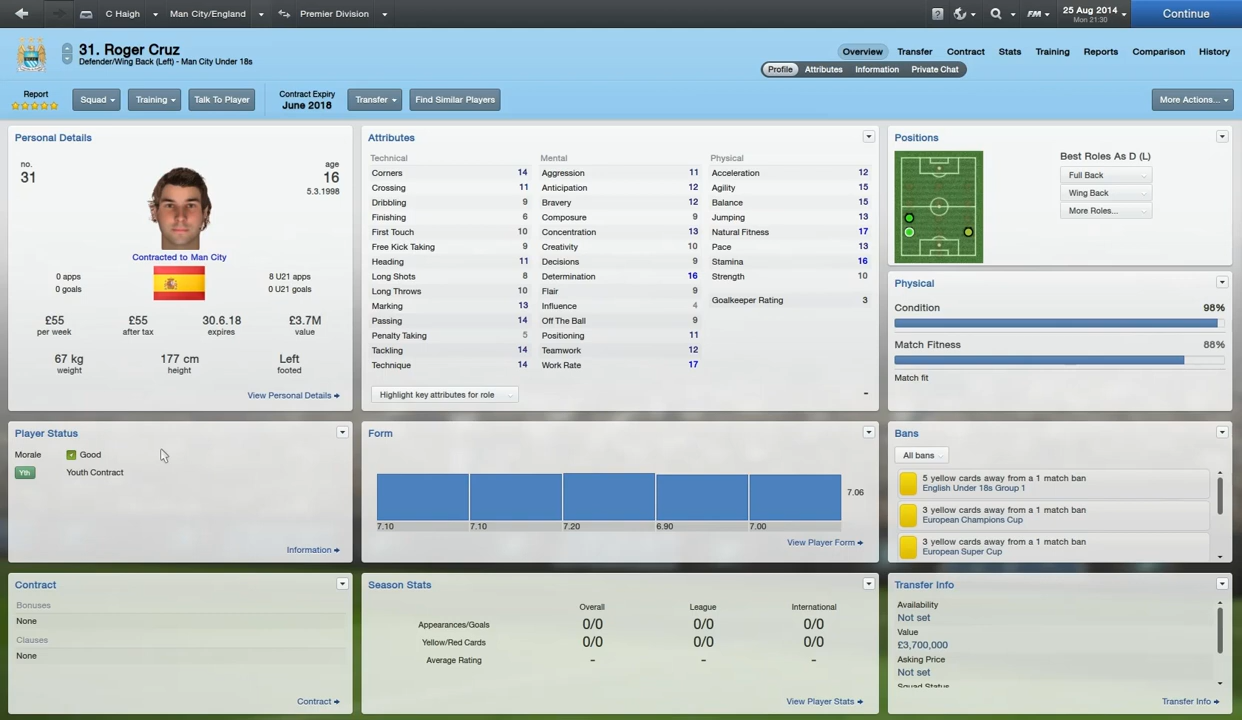 C Haigh
Man City/England
Premier Division
?
FM
25 Aug 2014
Mon 21:30
Continue
31. Roger Cruz
Defender/Wing Back (Left) - Man City Under 18s
Overview Transfer Contract Stats Training Reports Comparison History
Profile Attributes Information Private Chat
Report
Squad
Training
Talk To Player
Contract Expiry
June 2018
Transfer
Find Similar Players
More Actions...
Personal Details
no.
31
age
16
5.3.1998
Contracted to Man City
0 apps
0 goals
8 U21 apps
0 U21 goals
£55
per week
£55
after tax
30.6.18
expires
£3.7M
value
67 kg
weight
177 cm
height
Left
footed
View Personal Details
Attributes
Technical
Corners 14
Crossing 11
Dribbling 9
Finishing 6
First Touch 10
Free Kick Taking 9
Heading 11
Long Shots 8
Long Throws 10
Marking 13
Passing 14
Penalty Taking 5
Tackling 14
Technique 14
Mental
Aggression 11
Anticipation 12
Bravery 12
Composure 9
Concentration 13
Creativity 10
Decisions 9
Determination 16
Flair 9
Influence 4
Off The Ball 9
Positioning 11
Teamwork 12
Work Rate 17
Physical
Acceleration 12
Agility 15
Balance 15
Jumping 13
Natural Fitness 17
Pace 13
Stamina 16
Strength 10
Goalkeeper Rating 3
Highlight key attributes for role
-
Positions
Best Roles As D (L)
Full Back
Wing Back
More Roles...
Physical
Condition 98%
Match Fitness 88%
Match fit
Player Status
Morale Good
Yth Youth Contract
Information
Form
7.10 7.10 7.20 6.90 7.00
7.06
View Player Form
Bans
All bans
5 yellow cards away from a 1 match ban
English Under 18s Group 1
3 yellow cards away from a 1 match ban
European Champions Cup
3 yellow cards away from a 1 match ban
European Super Cup
Contract
Bonuses
None
Clauses
None
Contract
Season Stats
Overall League International
Appearances/Goals 0/0 0/0 0/0
Yellow/Red Cards 0/0 0/0 0/0
Average Rating - - -
View Player Stats
Transfer Info
Availability
Not set
Value
£3,700,000
Asking Price
Not set
Squad Status
Transfer Info